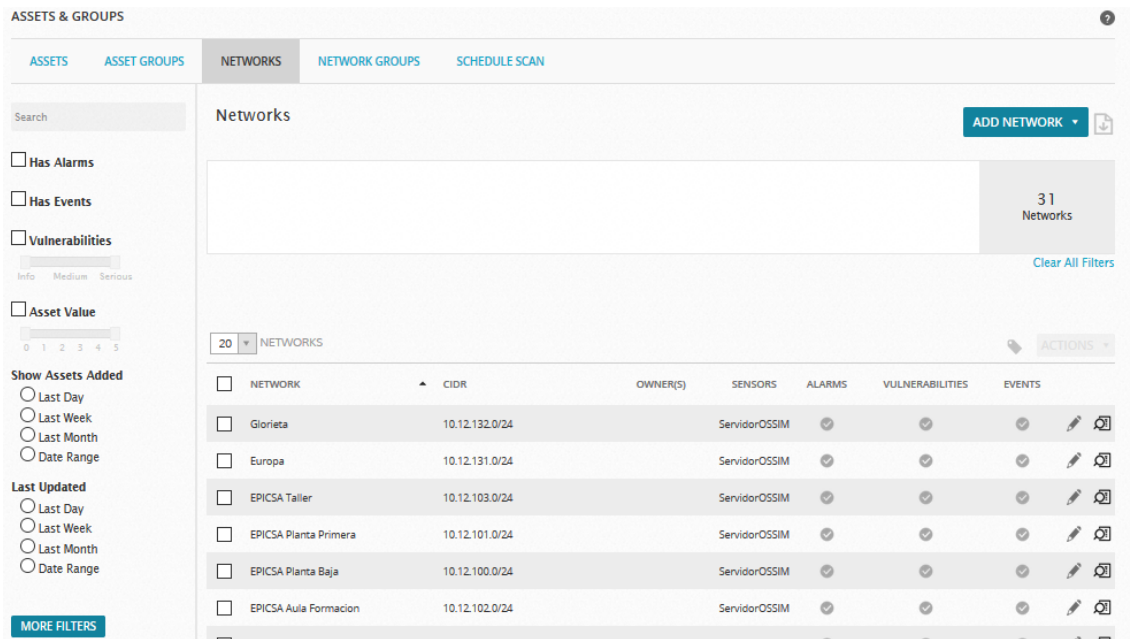 ASSETS & GROUPS
?
ASSETS ASSET GROUPS NETWORKS NETWORK GROUPS SCHEDULE SCAN
Search
Has Alarms
Has Events
Vulnerabilities
Info Medium Serious
Asset Value
0 1 2 3 4 5
Show Assets Added
Last Day
Last Week
Last Month
Date Range
Last Updated
Last Day
Last Week
Last Month
Date Range
MORE FILTERS
Networks
ADD NETWORK
31
Networks
Clear All Filters
20 NETWORKS
ACTIONS
NETWORK CIDR OWNER(S) SENSORS ALARMS VULNERABILITIES EVENTS
Glorieta 10.12.132.0/24 ServidorOSSIM
Europa 10.12.131.0/24 ServidorOSSIM
EPICSA Taller 10.12.103.0/24 ServidorOSSIM
EPICSA Planta Primera 10.12.101.0/24 ServidorOSSIM
EPICSA Planta Baja 10.12.100.0/24 ServidorOSSIM
EPICSA Aula Formacion 10.12.102.0/24 ServidorOSSIM